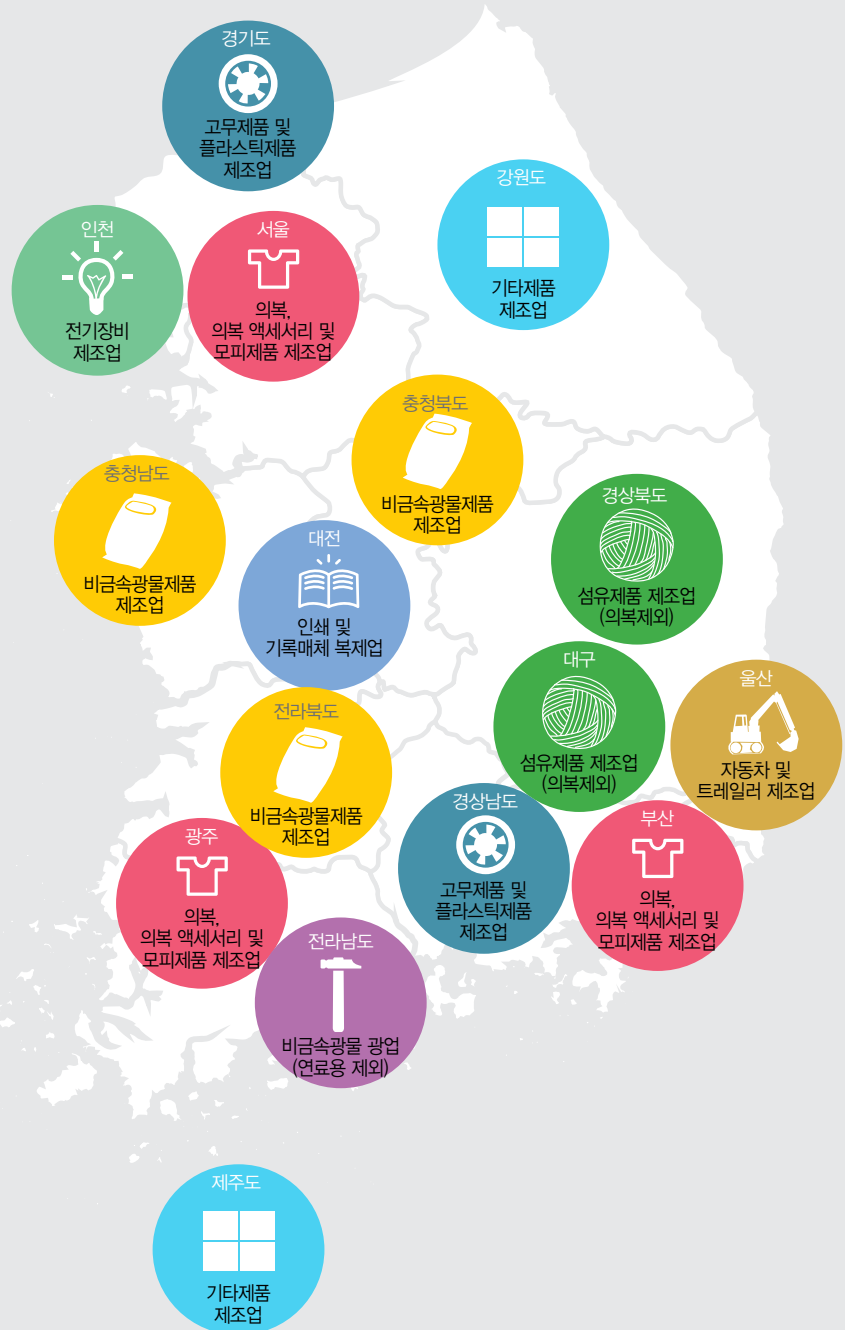 경기도
고무제품 및
플라스틱제품
제조업
강원도
기타제품
제조업
인천
전기장비
제조업
서울
의복,
의복 액세서리 및
모피제품 제조업
충청북도
비금속광물제품
제조업
충청남도
비금속광물제품
제조업
경상북도
섬유제품 제조업
(의복제외)
대전
인쇄 및
기록매체 복제업
대구
섬유제품 제조업
(의복제외)
울산
자동차 및
트레일러 제조업
전라북도
비금속광물제품
제조업
경상남도
고무제품 및
플라스틱제품
제조업
부산
의복,
의복 액세서리 및
모피제품 제조업
광주
의복,
의복 액세서리 및
모피제품 제조업
전라남도
비금속광물 광업
(연료용 제외)
제주도
기타제품
제조업